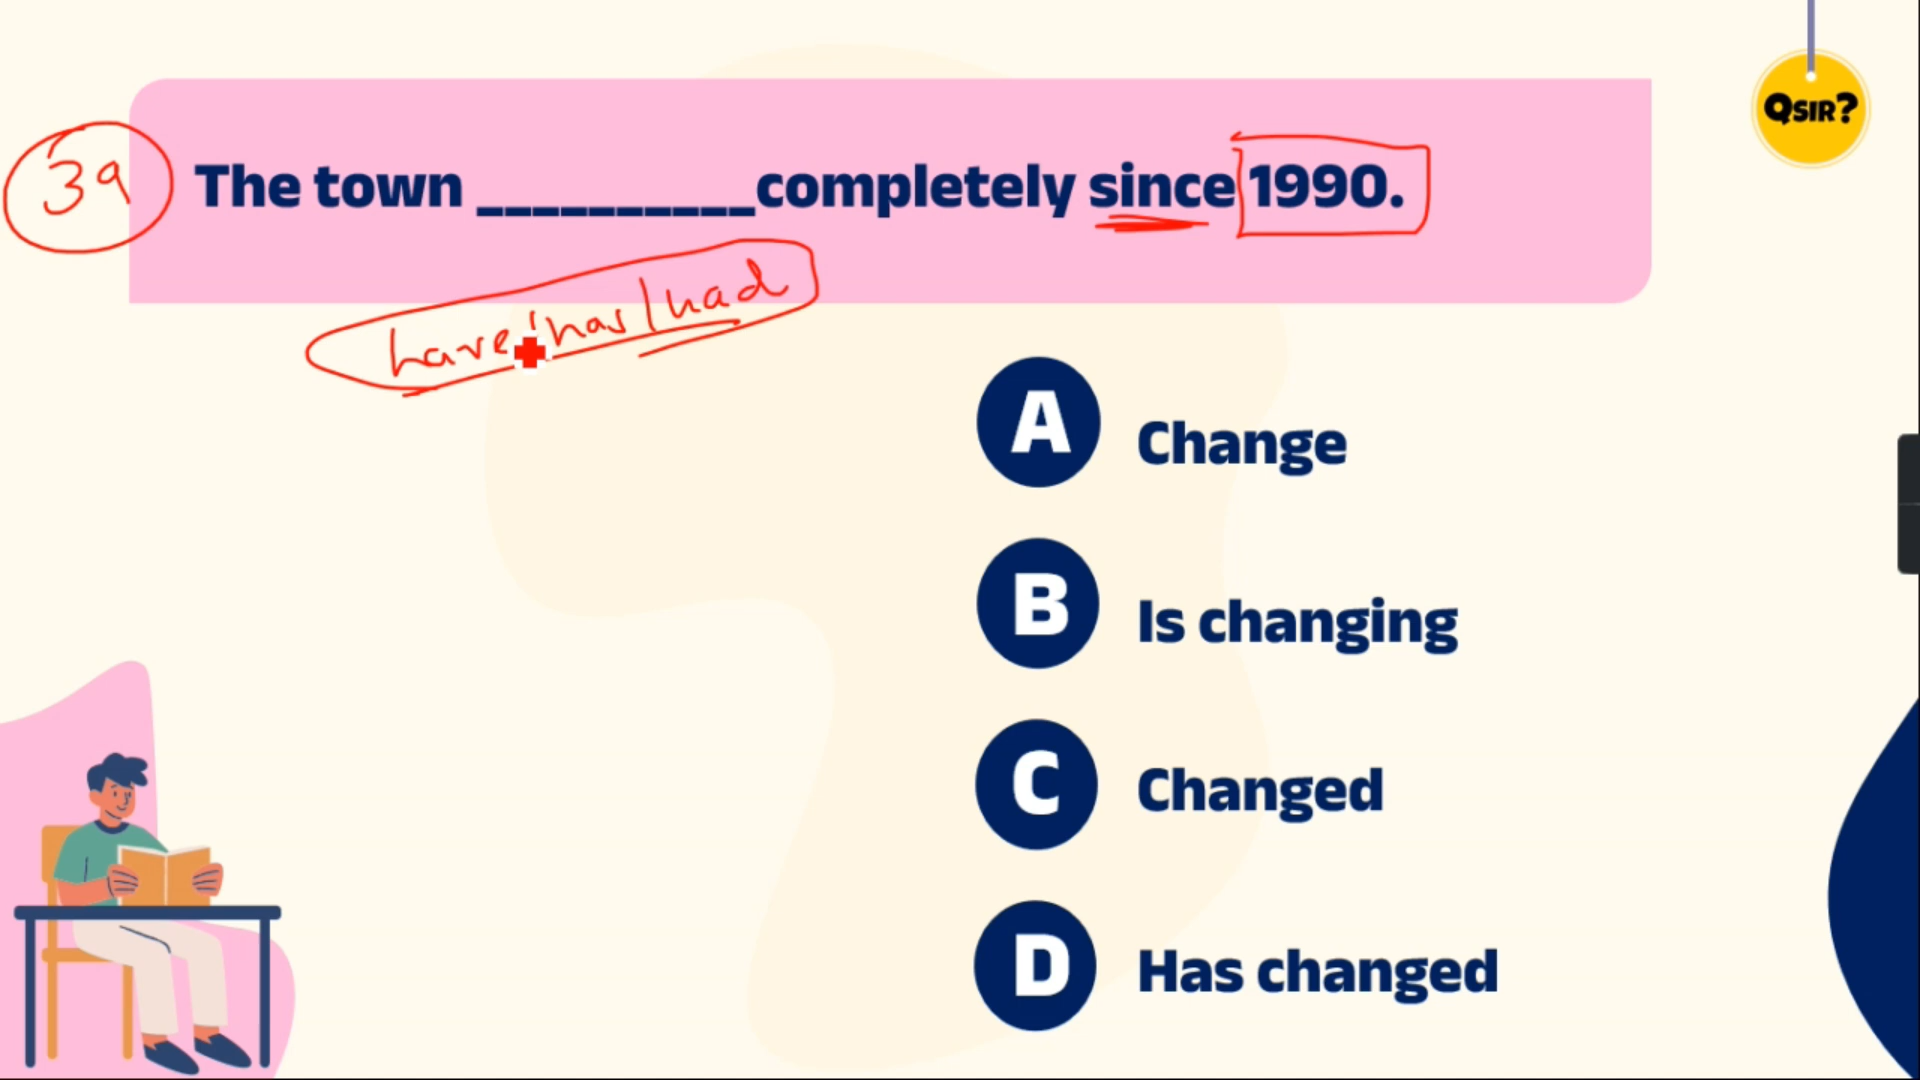 QSIR?
39
The town __________completely since 1990.
have/has/had
A Change
B Is changing
C Changed
D Has changed